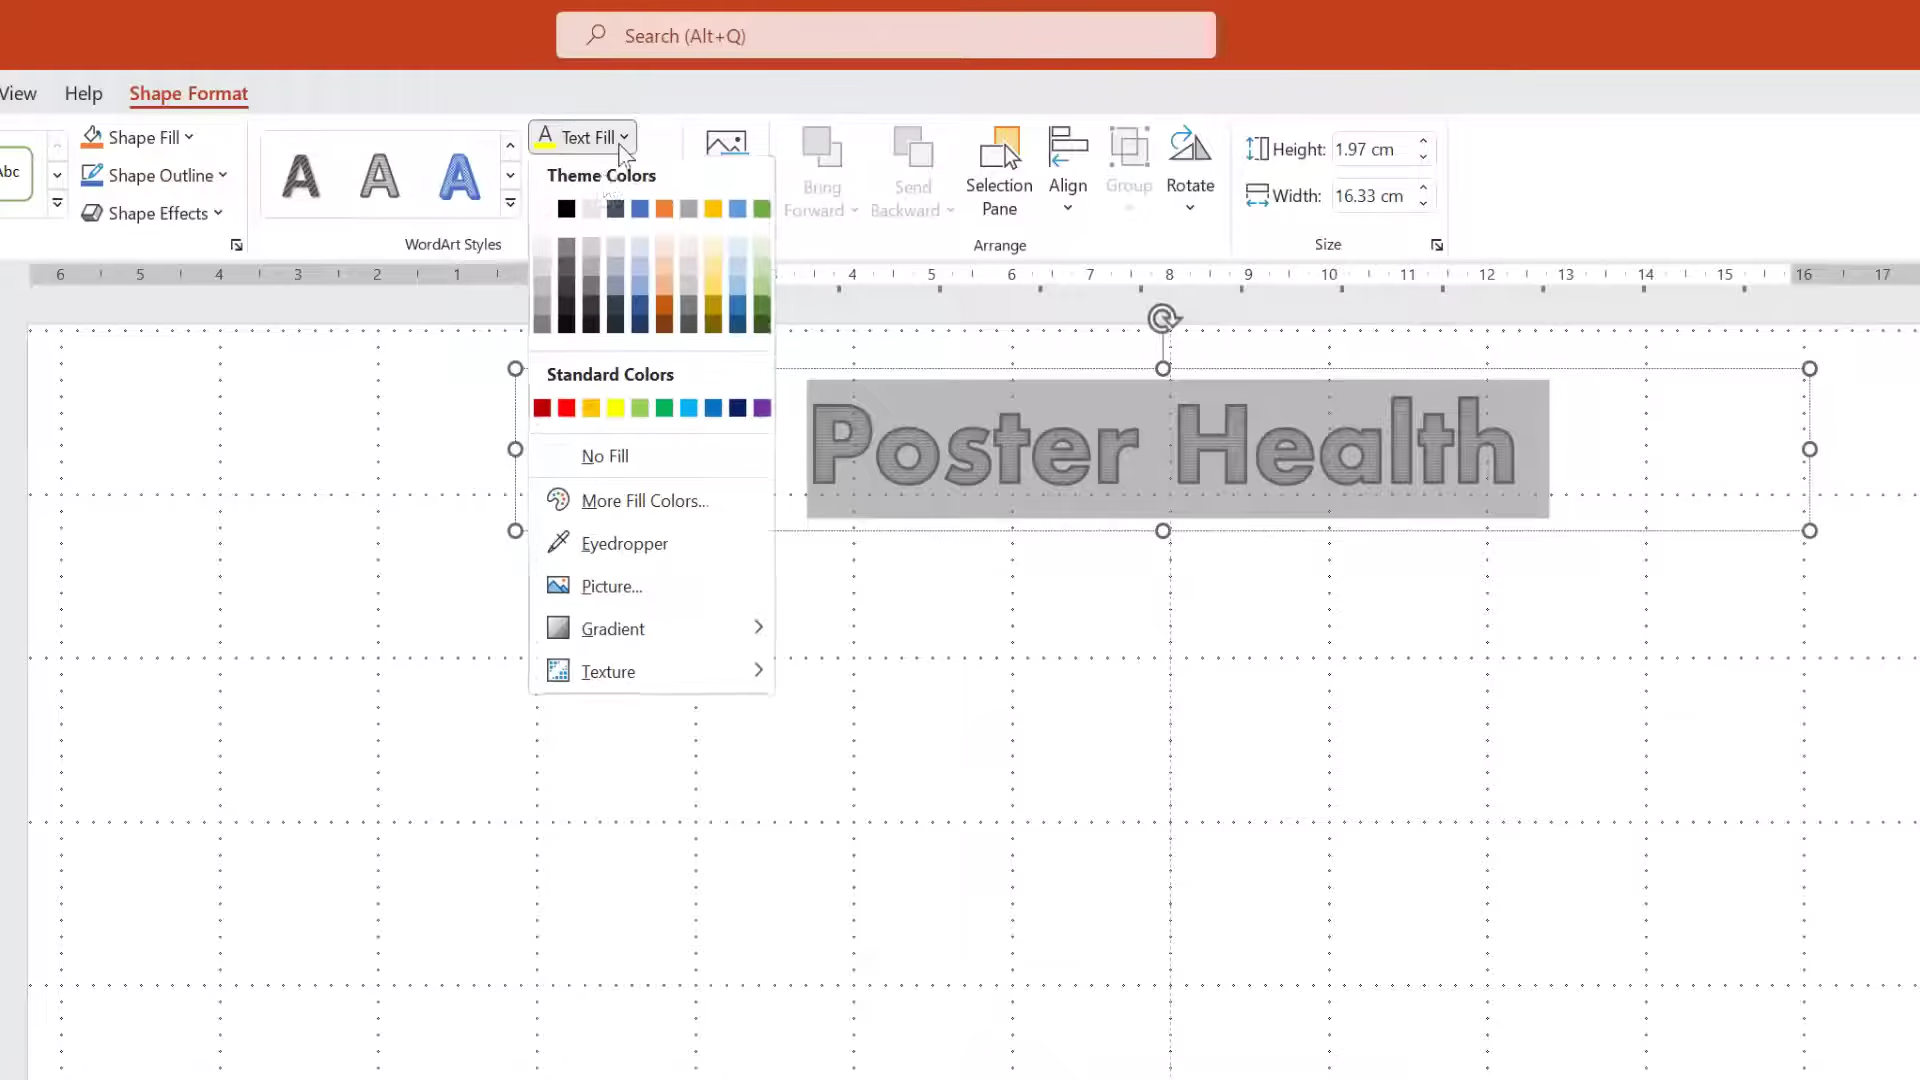 Search (Alt+Q)
View Help Shape Format
Abc
Shape Fill
Shape Outline
Shape Effects
A A A
WordArt Styles
A Text Fill
Bring Forward
Send Backward
Selection Pane
Align
Group
Rotate
Arrange
Height: 1.97 cm
Width: 16.33 cm
Size
6 5 4 3 2 1 4 5 6 7 8 9 10 11 12 13 14 15 16 17
Theme Colors
Standard Colors
No Fill
More Fill Colors...
Eyedropper
Picture...
Gradient
Texture
Poster Health